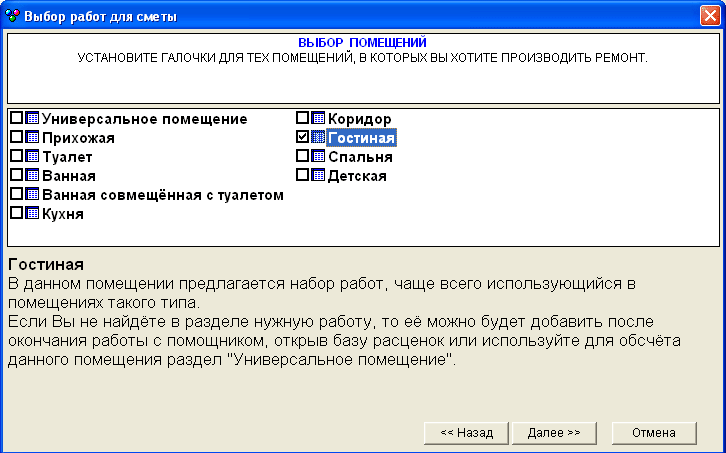 Выбор работ для сметы
ВЫБОР ПОМЕЩЕНИЙ
УСТАНОВИТЕ ГАЛОЧКИ ДЛЯ ТЕХ ПОМЕЩЕНИЙ, В КОТОРЫХ ВЫ ХОТИТЕ ПРОИЗВОДИТЬ РЕМОНТ.
Универсальное помещение
Прихожая
Туалет
Ванная
Ванная совмещённая с туалетом
Кухня
Коридор
Гостиная
Спальня
Детская
Гостиная
В данном помещении предлагается набор работ, чаще всего использующийся в
помещениях такого типа.
Если Вы не найдёте в разделе нужную работу, то её можно будет добавить после
окончания работы с помощником, открыв базу расценок или используйте для обсчёта
данного помещения раздел "Универсальное помещение".
<< Назад
Далее >>
Отмена